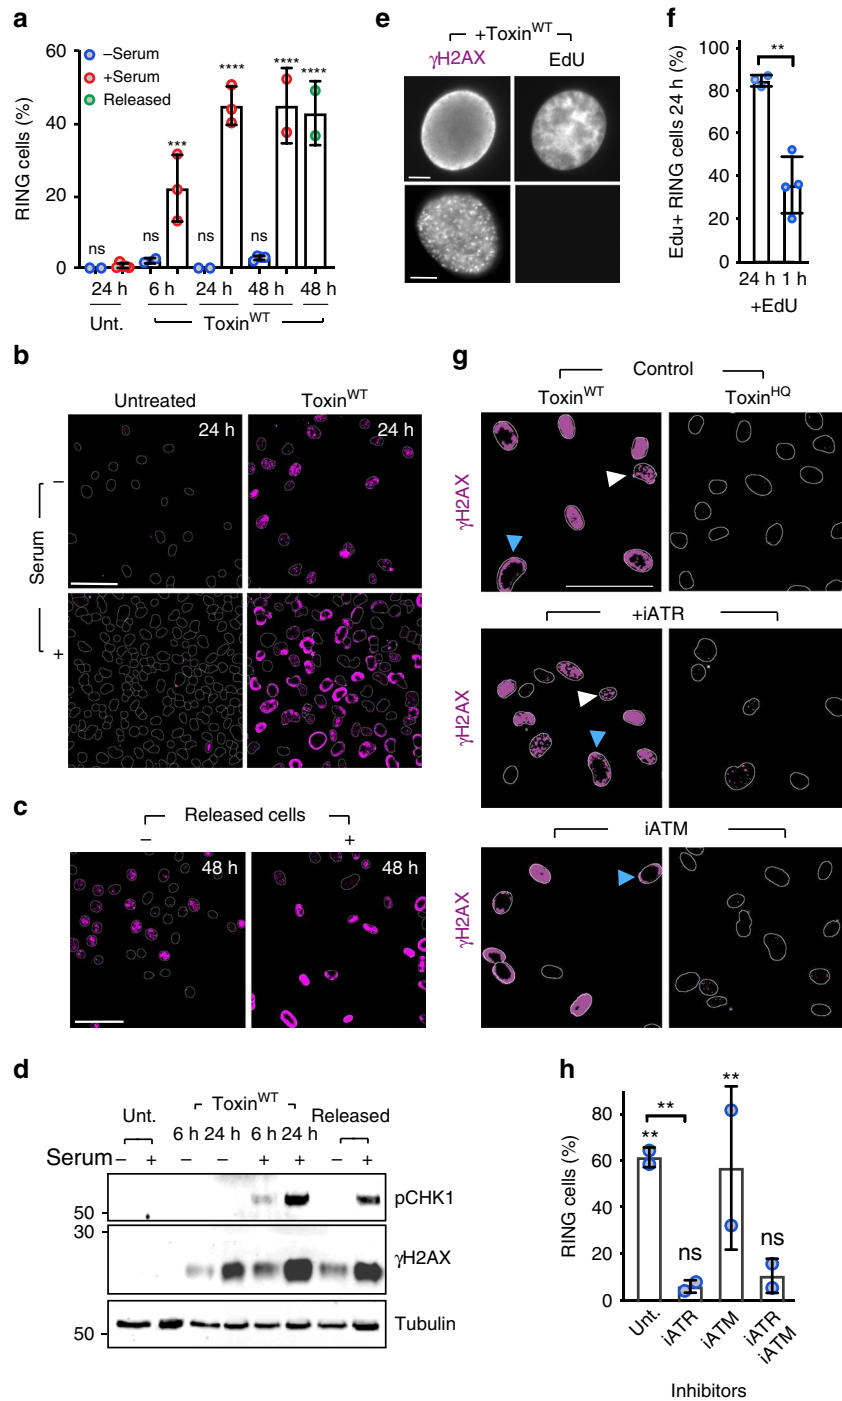 a
RING cells (%)
60
40
20
0
–Serum
+Serum
Released
ns
***
ns
ns
****
ns
****
****
24 h
6 h
24 h
48 h
48 h
Unt.
Toxin^WT
b
Untreated
Toxin^WT
Serum
–
+
24 h
24 h
c
Released cells
–
+
48 h
48 h
d
Unt.
Toxin^WT
Released
6 h 24 h 6 h 24 h
Serum – + – – + + – +
50
pCHK1
30
γH2AX
50
Tubulin
e
+Toxin^WT
γH2AX
EdU
f
Edu+ RING cells 24 h (%)
100
80
60
40
20
0
**
24 h 1 h
+EdU
g
Control
Toxin^WT
Toxin^HQ
γH2AX
+iATR
γH2AX
iATM
γH2AX
h
RING cells (%)
80
60
40
20
0
**
**
ns
**
ns
Unt.
iATR
iATM
iATR
iATM
Inhibitors